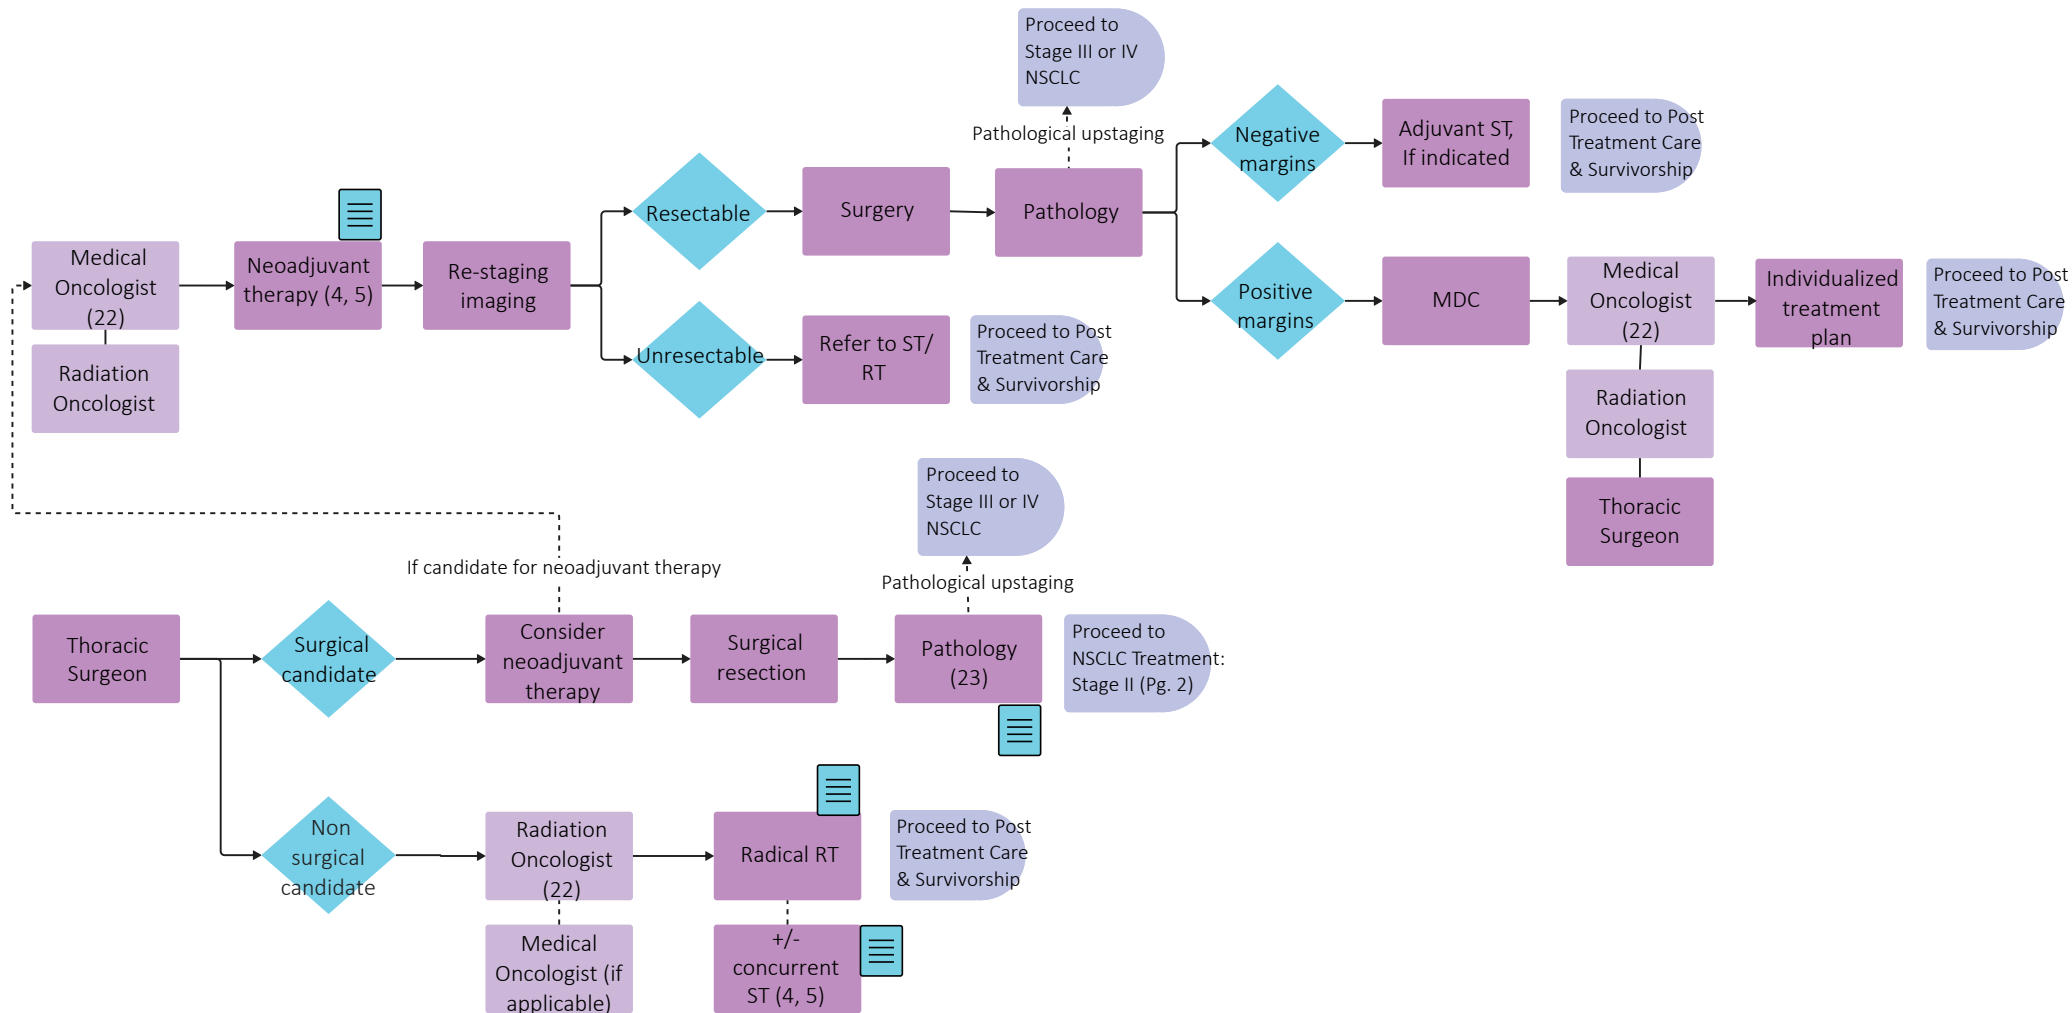 Proceed to
Stage III or IV
NSCLC
Pathological upstaging
Negative
margins
Adjuvant ST,
If indicated
Proceed to Post
Treatment Care
& Survivorship
Medical
Oncologist
(22)
Radiation
Oncologist
Neoadjuvant
therapy (4, 5)
Re-staging
imaging
Resectable
Surgery
Pathology
Unresectable
Refer to ST/
RT
Proceed to Post
Treatment Care
& Survivorship
Positive
margins
MDC
Medical
Oncologist
(22)
Radiation
Oncologist
Thoracic
Surgeon
Individualized
treatment
plan
Proceed to Post
Treatment Care
& Survivorship
Proceed to
Stage III or IV
NSCLC
Pathological upstaging
If candidate for neoadjuvant therapy
Thoracic
Surgeon
Surgical
candidate
Consider
neoadjuvant
therapy
Surgical
resection
Pathology
(23)
Proceed to
NSCLC Treatment:
Stage II (Pg. 2)
Non
surgical
candidate
Radiation
Oncologist
(22)
Medical
Oncologist (if
applicable)
Radical RT
+/-
concurrent
ST (4, 5)
Proceed to Post
Treatment Care
& Survivorship